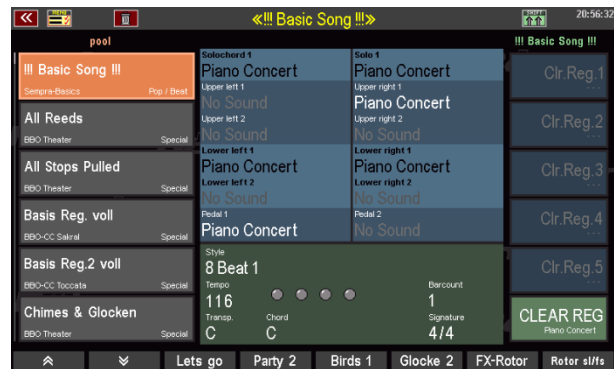 MENU
«!!! Basic Song !!!»
SHIFT
20:56:32
pool
!!! Basic Song !!!
!!! Basic Song !!!
Sempra-Basics Pop / Beat
All Reeds
BBO Theater Special
All Stops Pulled
BBO Theater Special
Basis Reg. voll
BBO-CC Sakral Special
Basis Reg.2 voll
BBO-CC Toccata Special
Chimes & Glocken
BBO Theater Special
Solochord 1 Solo 1
Piano Concert Piano Concert
Upper left 1 Upper right 1
No Sound Piano Concert
Upper left 2 Upper right 2
No Sound No Sound
Lower left 1 Lower right 1
Piano Concert Piano Concert
Lower left 2 Lower right 2
No Sound No Sound
Pedal 1 Pedal 2
Piano Concert No Sound
Style
8 Beat 1
Tempo Barcount
116 1
Transp. Chord Signature
C C 4/4
Clr.Reg.1
---
Clr.Reg.2
---
Clr.Reg.3
---
Clr.Reg.4
---
Clr.Reg.5
---
CLEAR REG
Piano Concert
Lets go Party 2 Birds 1 Glocke 2 FX-Rotor Rotor sl/fs